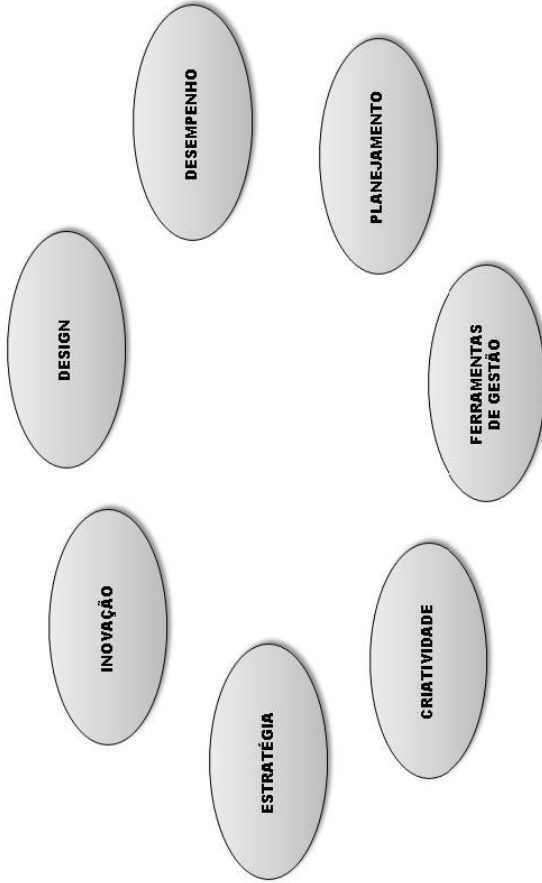 DESIGN
INOVAÇÃO
DESEMPENHO
ESTRATÉGIA
PLANEJAMENTO
CRIATIVIDADE
FERRAMENTAS
DE GESTÃO